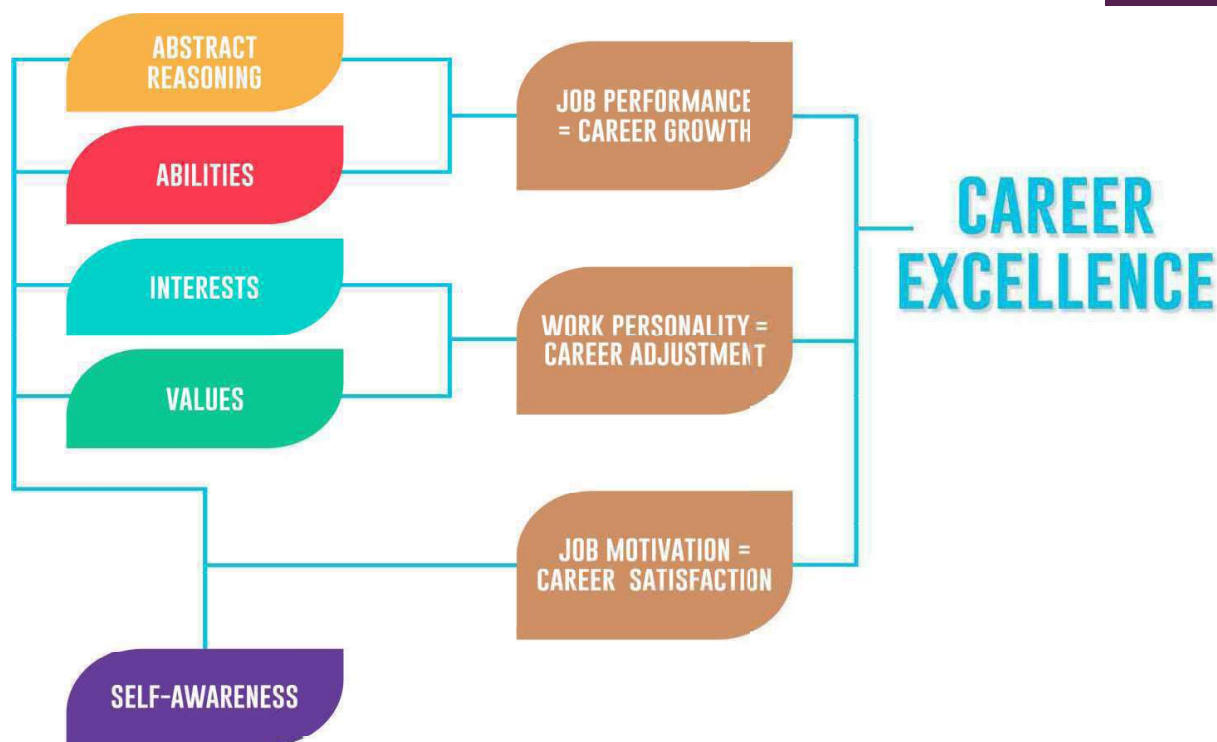 ABSTRACT
REASONING
ABILITIES
INTERESTS
VALUES
SELF-AWARENESS
JOB PERFORMANCE
= CAREER GROWTH
WORK PERSONALITY =
CAREER ADJUSTMENT
JOB MOTIVATION =
CAREER SATISFACTION
CAREER
EXCELLENCE